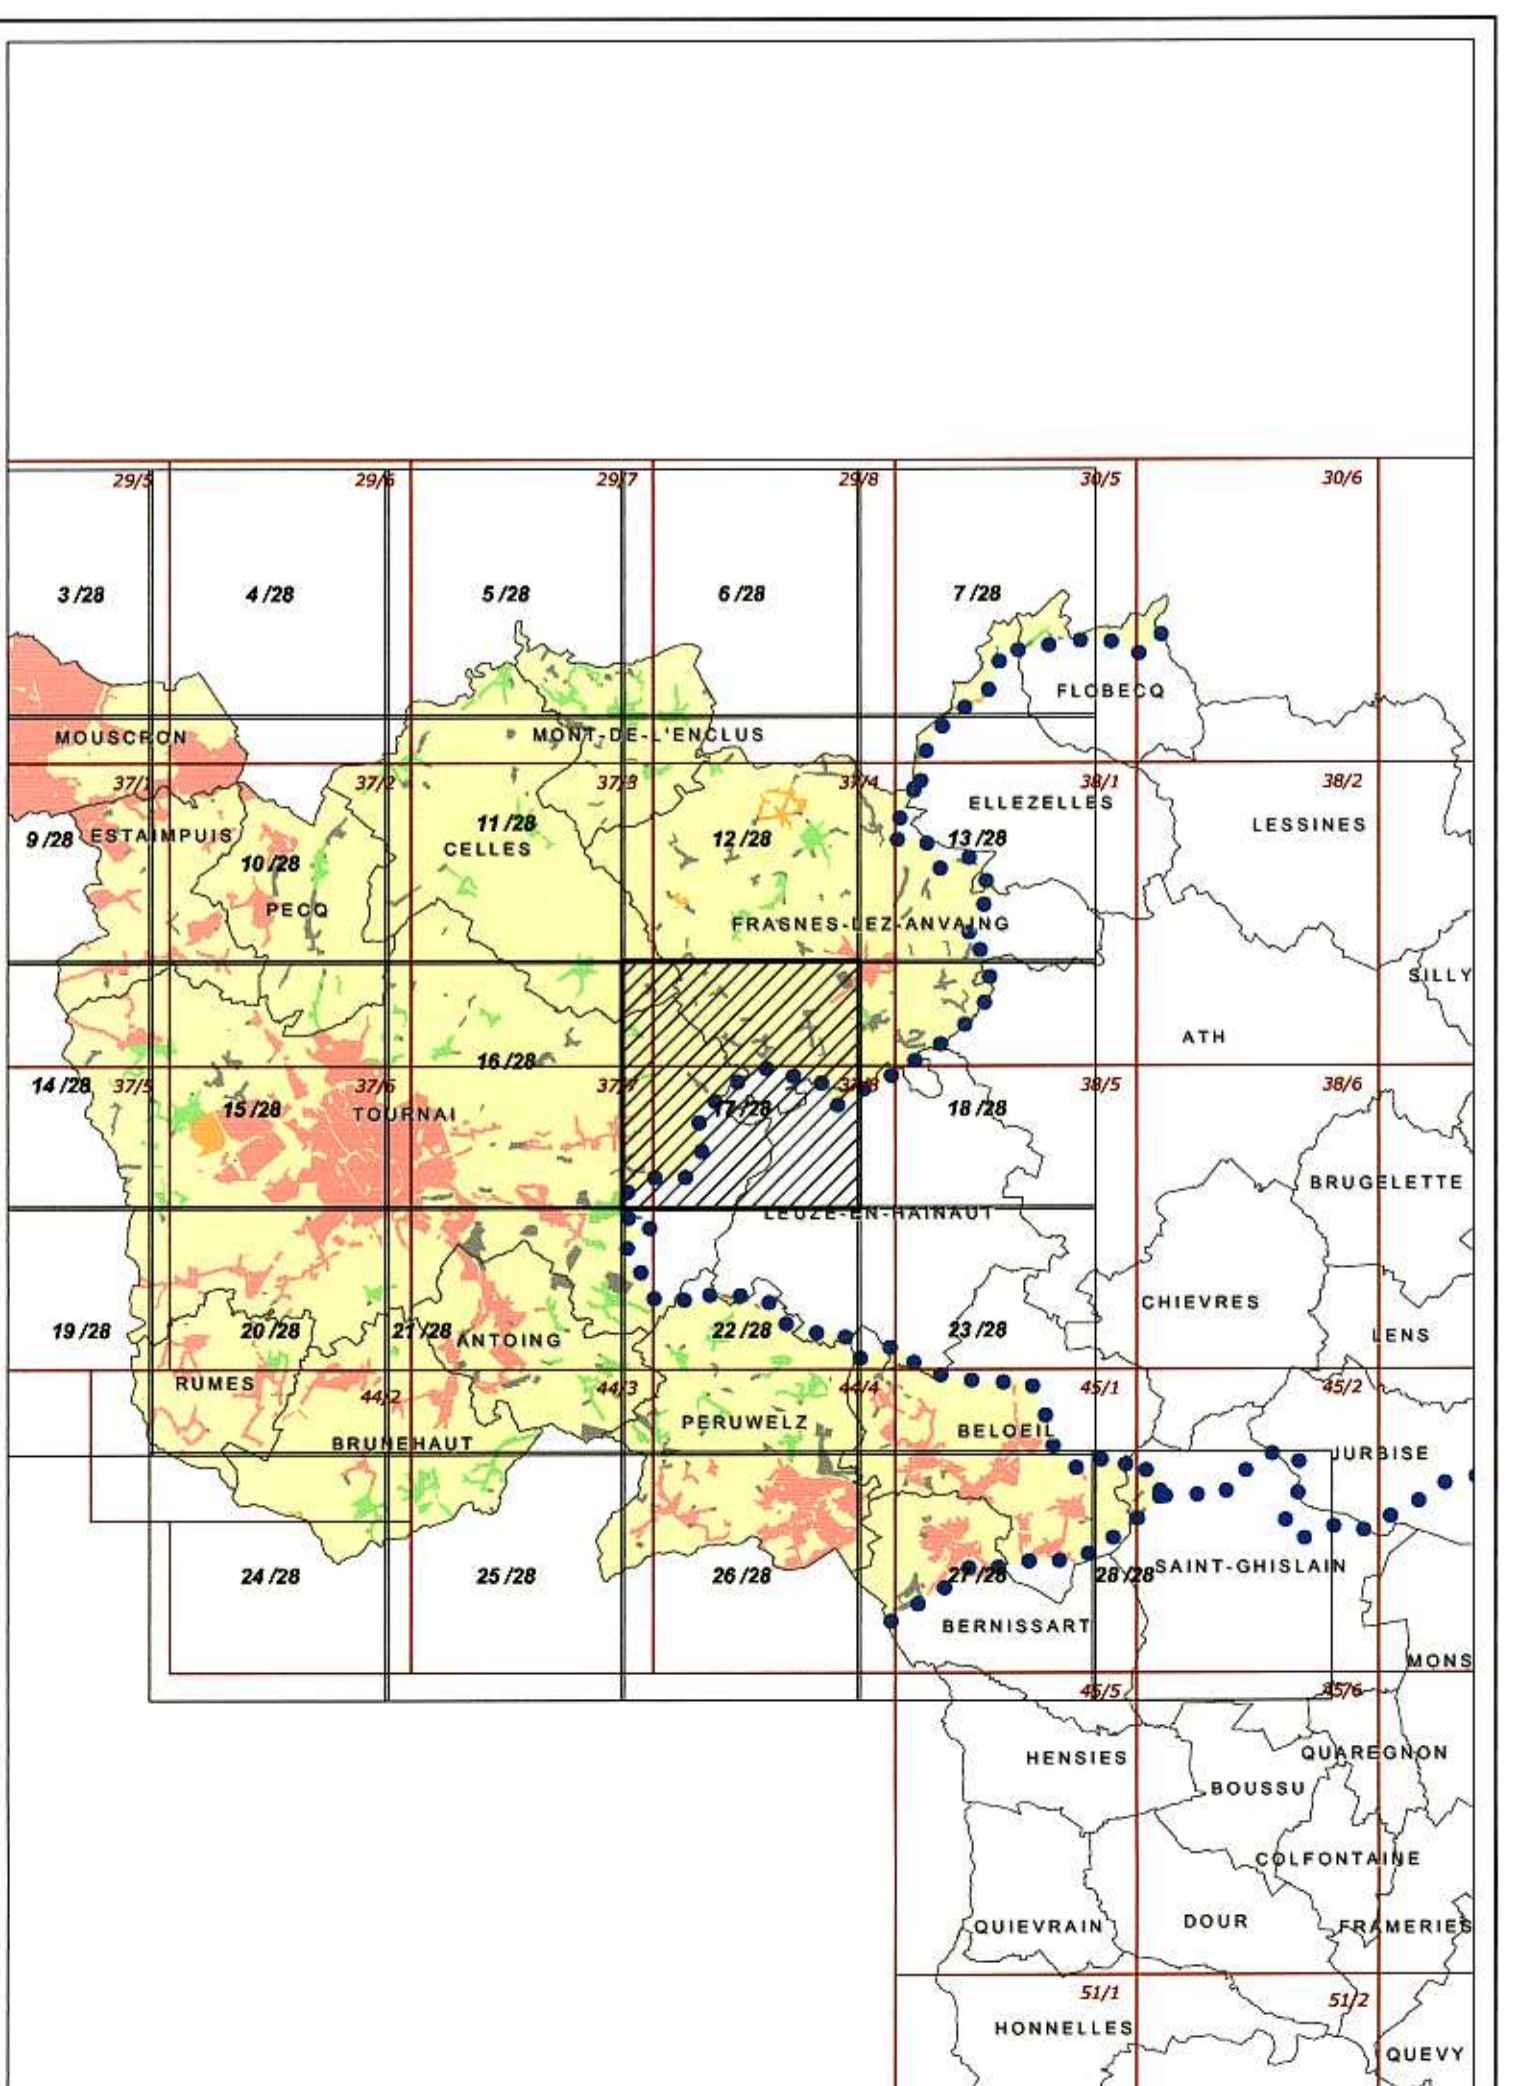 29/5 29/6 29/7 29/8 30/5 30/6
3/28 4/28 5/28 6/28 7/28
FLOBECQ
MOUSCRON MONT-DE-L'ENCLUS
37/1 37/2 37/3 37/4 38/1 38/2
ELLEZELLES
LESSINES
9/28 ESTAIMPUIS 11/28 12/28 13/28
CELLES
10/28
PECQ
FRASNES-LEZ-ANVAING
SILLY
ATH
16/28
14/28 37/5 37/6 37/7 37/8 38/5 38/6
15/28 TOURNAI 17/28 18/28
BRUGELETTE
LEUZE-EN-HAINAUT
CHIEVRES
19/28 20/28 21/28 ANTOING 22/28 23/28 LENS
RUMES 44/2 44/3 44/4 45/1 45/2
PERUWELZ BELOEIL
BRUNEHAUT JURBISE
24/28 25/28 26/28 27/28 28/28 SAINT-GHISLAIN
BERNISSART
MONS
45/5 45/6
HENSIES QUAREGNON
BOUSSU
COLFONTAINE
QUIEVRAIN DOUR FRAMERIES
51/1 51/2
HONNELLES
QUEVY